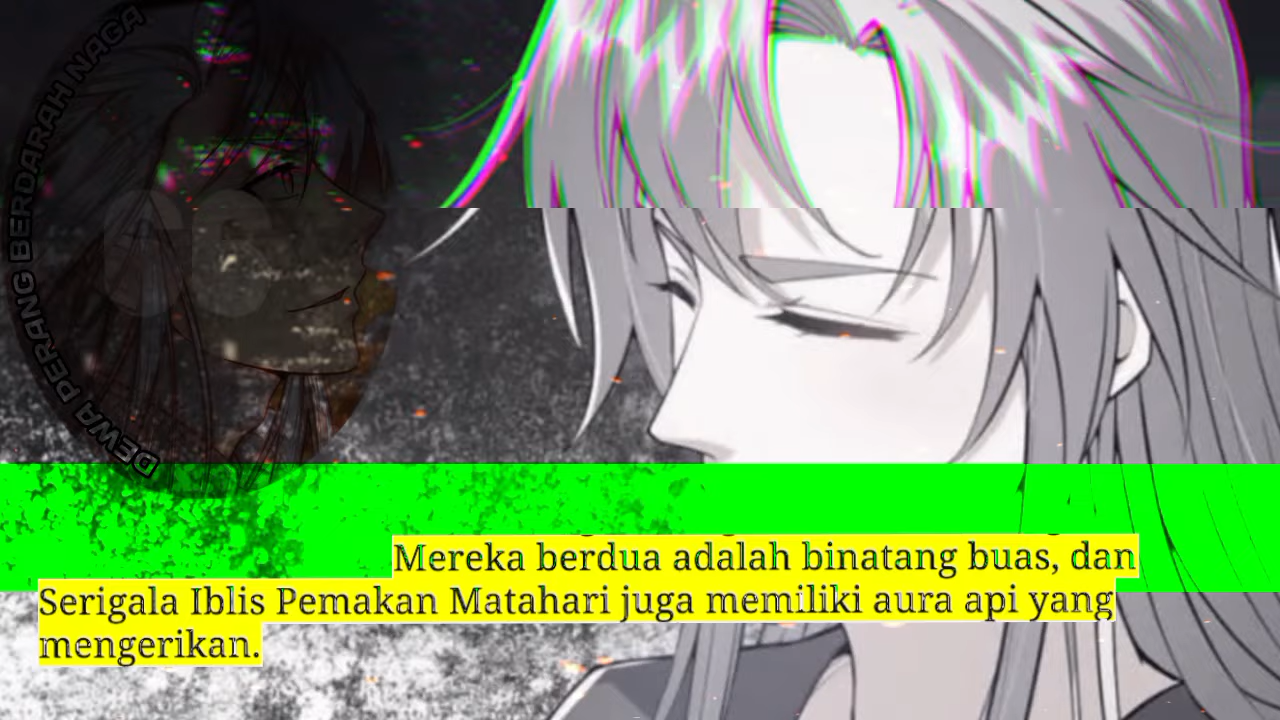 DEWA PERANG BERDARAH NAGA
Mereka berdua adalah binatang buas, dan
Serigala Iblis Pemakan Matahari juga memiliki aura api yang
mengerikan.